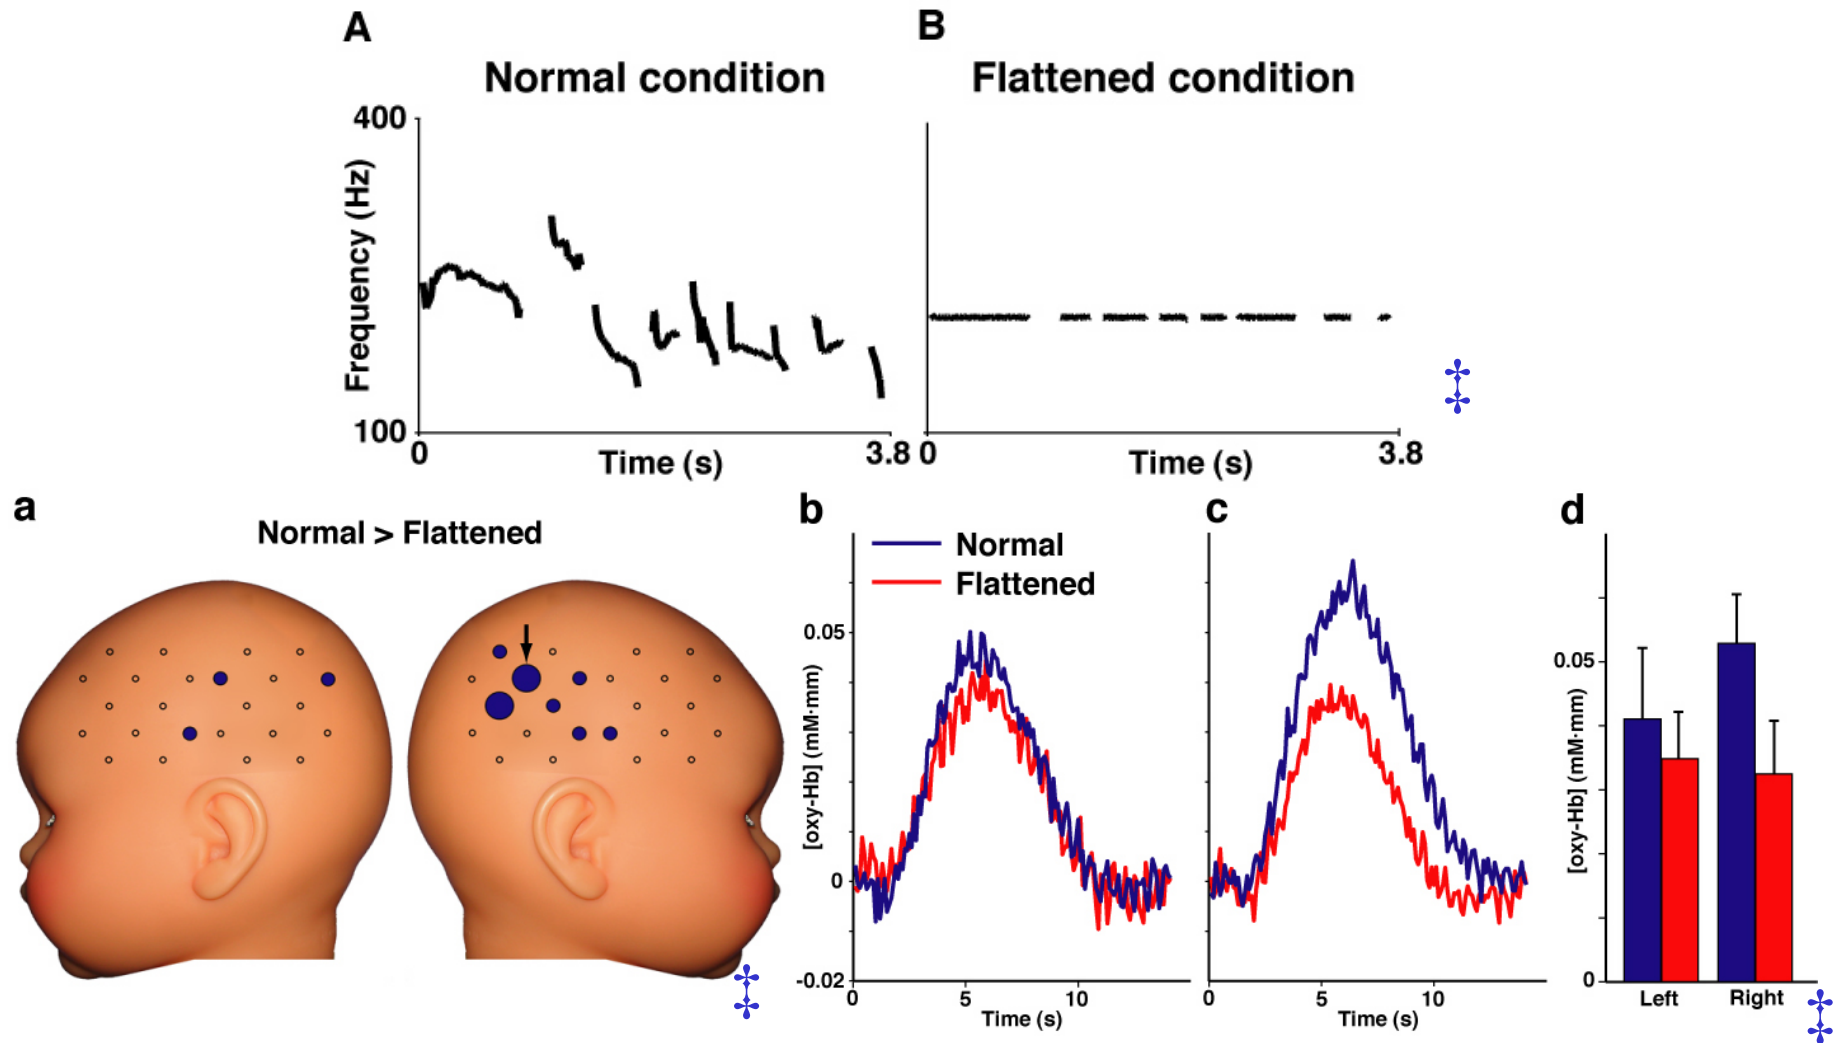 A
B
Normal condition
Flattened condition
400
Frequency (Hz)
100
0
Time (s)
3.8
0
Time (s)
3.8
‡
a
Normal > Flattened
‡
b
Normal
Flattened
0.05
[oxy-Hb] (mM·mm)
0
-0.02
0
5
10
Time (s)
c
0
5
10
Time (s)
d
0.05
[oxy-Hb] (mM·mm)
0
Left
Right
‡